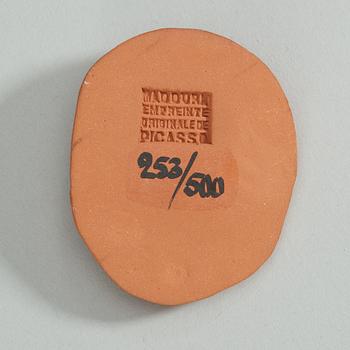 MADOURA
EMPREINTE
ORIGINALE DE
PICASSO
253/500